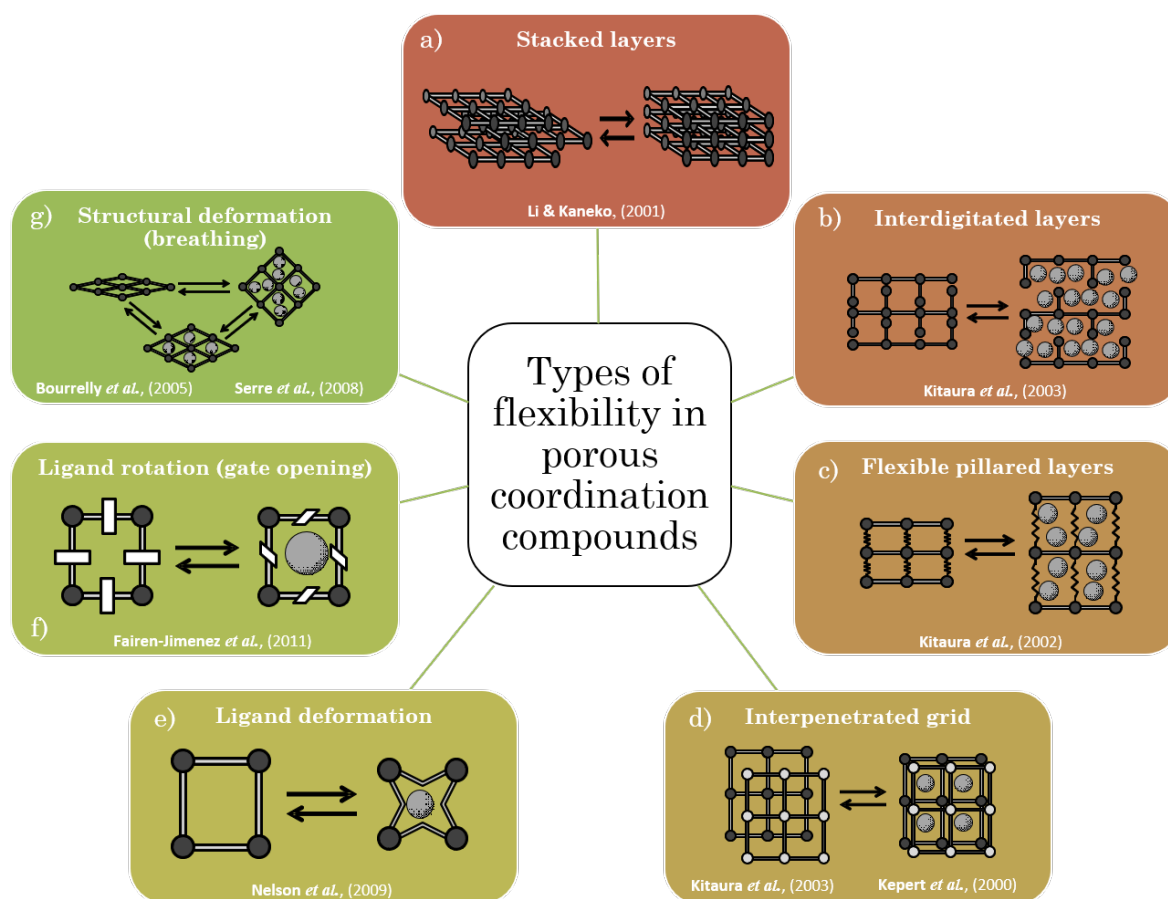 a)
Stacked layers
Li & Kaneko, (2001)
b)
Interdigitated layers
Kitaura et al., (2003)
c)
Flexible pillared layers
Kitaura et al., (2002)
d)
Interpenetrated grid
Kitaura et al., (2003)
Kepert et al., (2000)
e)
Ligand deformation
Nelson et al., (2009)
Ligand rotation (gate opening)
f)
Fairen-Jimenez et al., (2011)
g)
Structural deformation
(breathing)
Bourrelly et al., (2005)
Serre et al., (2008)
Types of
flexibility in
porous
coordination
compounds